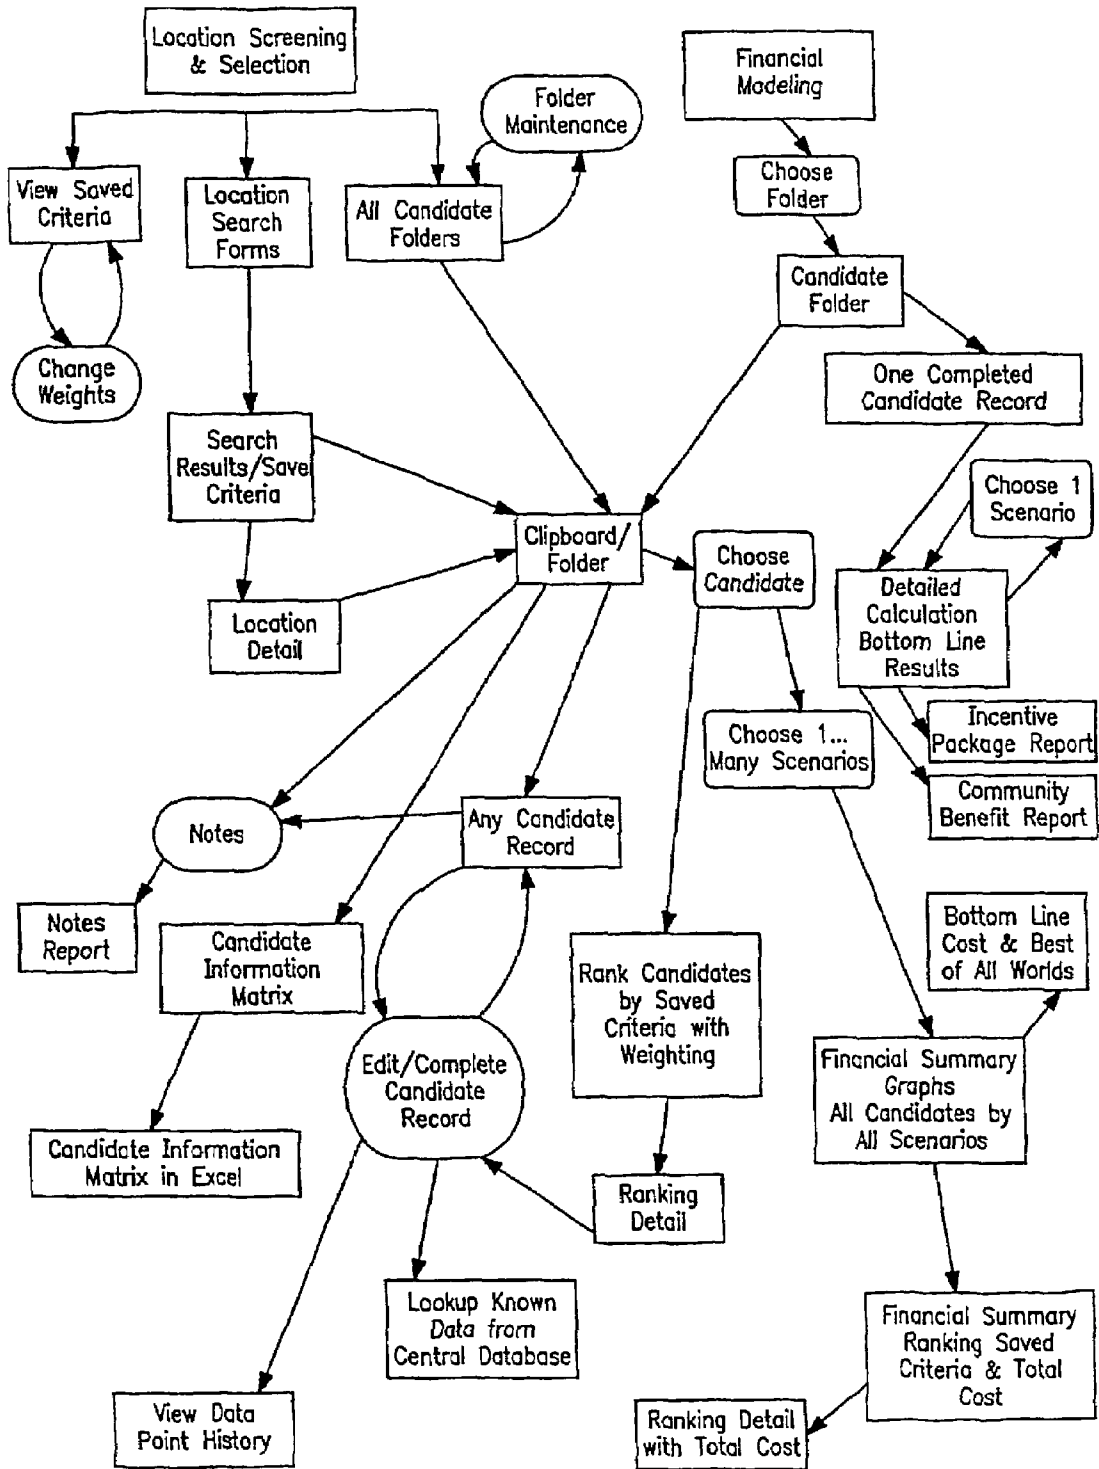 Location Screening
& Selection
Financial
Modeling
Folder
Maintenance
Choose
Folder
View Saved
Criteria
Location
Search
Forms
All Candidate
Folders
Candidate
Folder
Change
Weights
One Completed
Candidate Record
Search
Results/Save
Criteria
Choose 1
Scenario
Clipboard/
Folder
Choose
Candidate
Detailed
Calculation
Bottom Line
Results
Location
Detail
Incentive
Package Report
Choose 1...
Many Scenarios
Community
Benefit Report
Notes
Any Candidate
Record
Notes
Report
Candidate
Information
Matrix
Rank Candidates
by Saved
Criteria with
Weighting
Bottom Line
Cost & Best
of All Worlds
Edit/Complete
Candidate
Record
Financial Summary
Graphs
All Candidates by
All Scenarios
Candidate Information
Matrix in Excel
Ranking
Detail
Lookup Known
Data from
Central Database
Financial Summary
Ranking Saved
Criteria & Total
Cost
View Data
Point History
Ranking Detail
with Total Cost